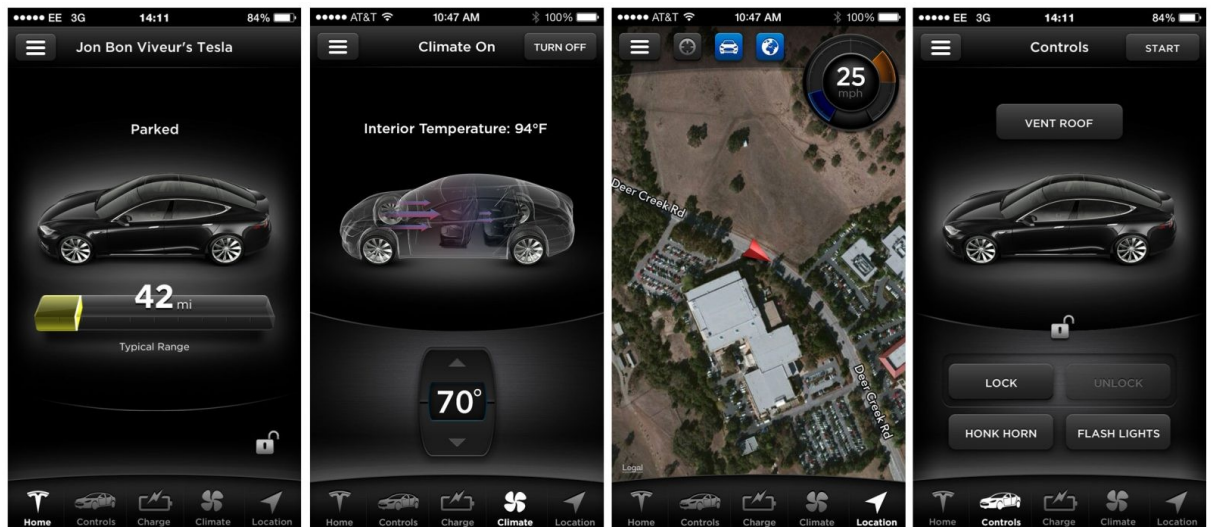 EE 3G 14:11 84%
Jon Bon Viveur's Tesla
Parked
42 mi
Typical Range
Home Controls Charge Climate Location
AT&T 10:47 AM 100%
Climate On TURN OFF
Interior Temperature: 94°F
70°
Home Controls Charge Climate Location
AT&T 10:47 AM 100%
25
mph
Deer Creek Rd
Deer Creek Rd
Legal
Home Controls Charge Climate Location
EE 3G 14:11 84%
Controls START
VENT ROOF
LOCK UNLOCK
HONK HORN FLASH LIGHTS
Home Controls Charge Climate Location